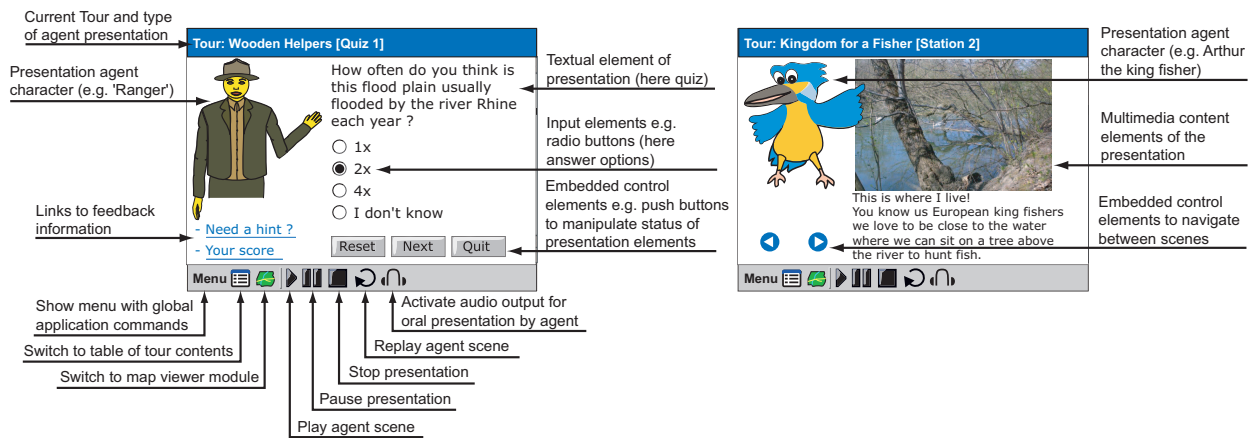 Current Tour and type
of agent presentation
Presentation agent
character (e.g. 'Ranger')
Links to feedback
information
Tour: Wooden Helpers [Quiz 1]
How often do you think is
this flood plain usually
flooded by the river Rhine
each year ?
1x
2x
4x
I don't know
- Need a hint ?
- Your score
Reset Next Quit
Menu
Textual element of
presentation (here quiz)
Input elements e.g.
radio buttons (here
answer options)
Embedded control
elements e.g. push buttons
to manipulate status of
presentation elements
Show menu with global
application commands
Switch to table of tour contents
Switch to map viewer module
Activate audio output for
oral presentation by agent
Replay agent scene
Stop presentation
Pause presentation
Play agent scene
Tour: Kingdom for a Fisher [Station 2]
This is where I live!
You know us European king fishers
we love to be close to the water
where we can sit on a tree above
the river to hunt fish.
Menu
Presentation agent
character (e.g. Arthur
the king fisher)
Multimedia content
elements of the
presentation
Embedded control
elements to navigate
between scenes